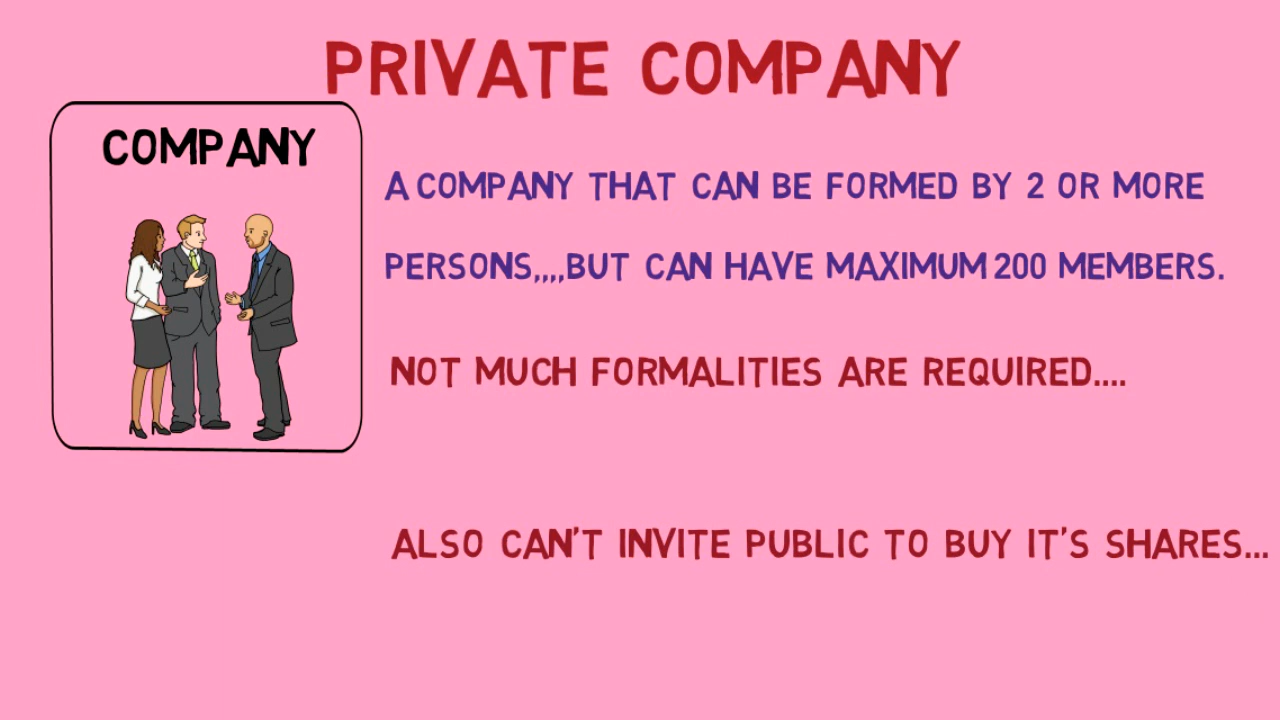 PRIVATE COMPANY
COMPANY
A COMPANY THAT CAN BE FORMED BY 2 OR MORE
PERSONS,,,,BUT CAN HAVE MAXIMUM 200 MEMBERS.
NOT MUCH FORMALITIES ARE REQUIRED....
ALSO CAN'T INVITE PUBLIC TO BUY IT'S SHARES...